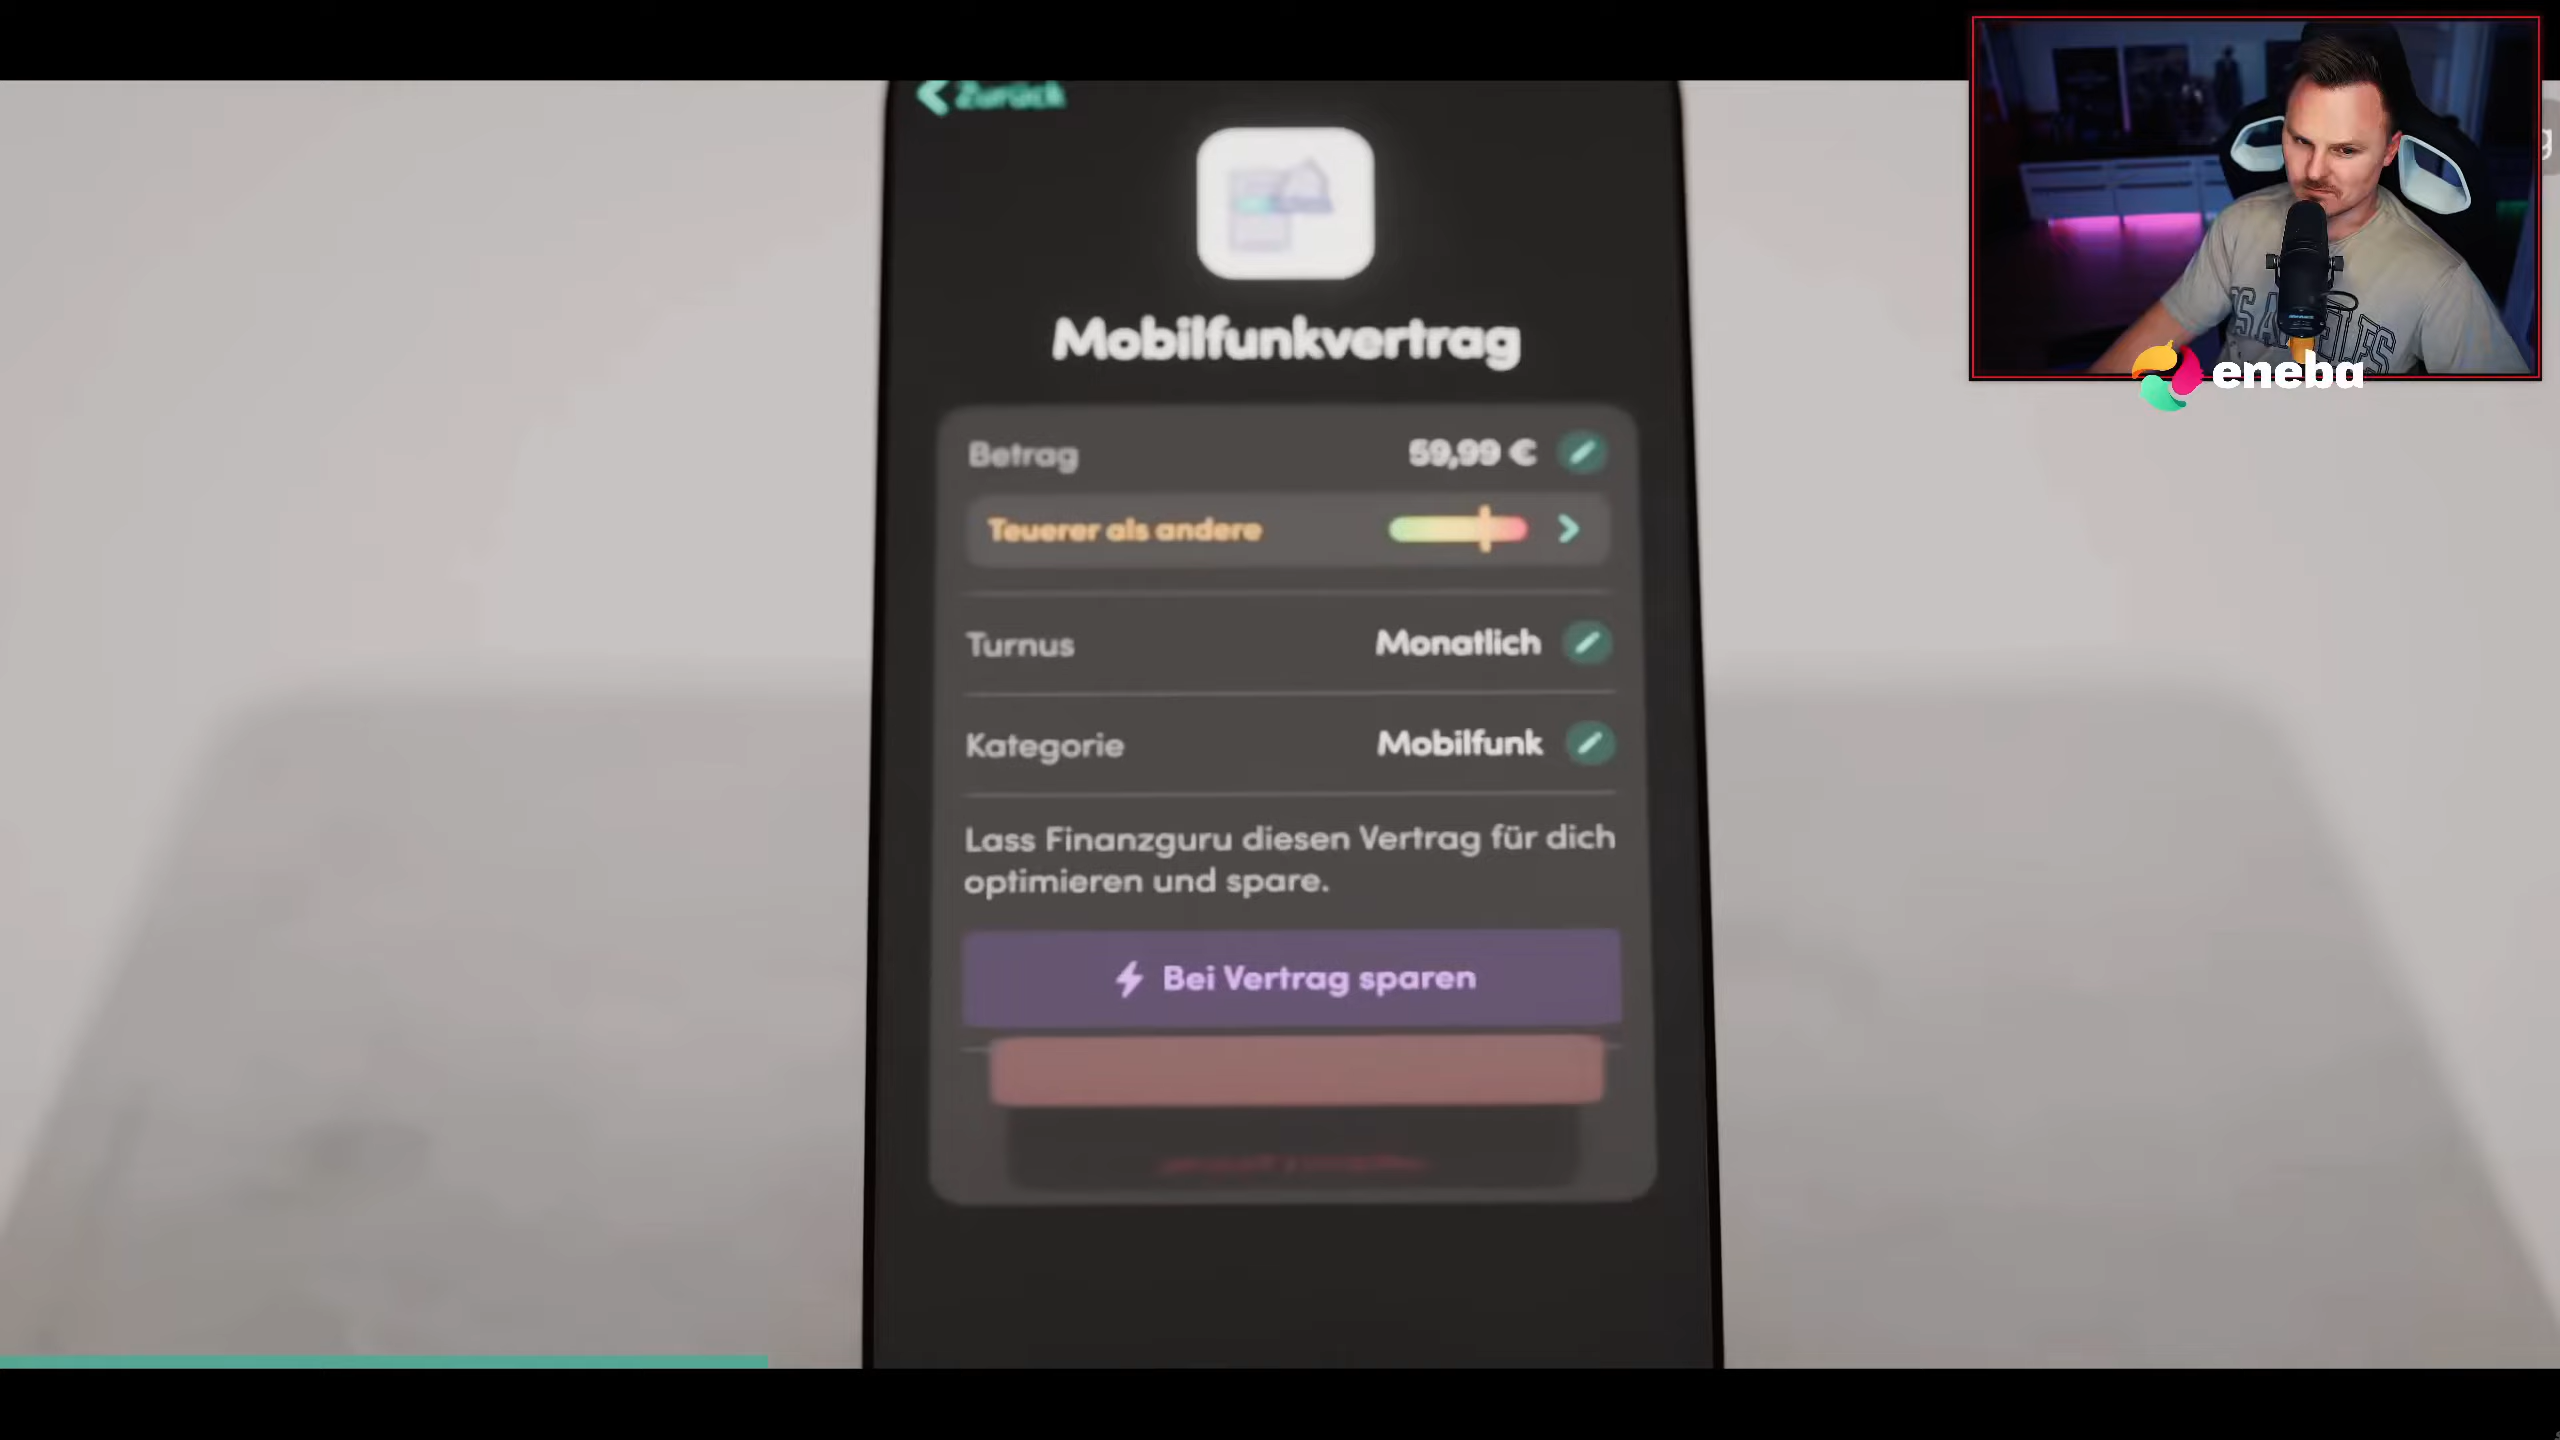 Zurück
Mobilfunkvertrag
Betrag 59,99 €
Teuerer als andere
Turnus Monatlich
Kategorie Mobilfunk
Lass Finanzguru diesen Vertrag für dich
optimieren und spare.
Bei Vertrag sparen
eneba